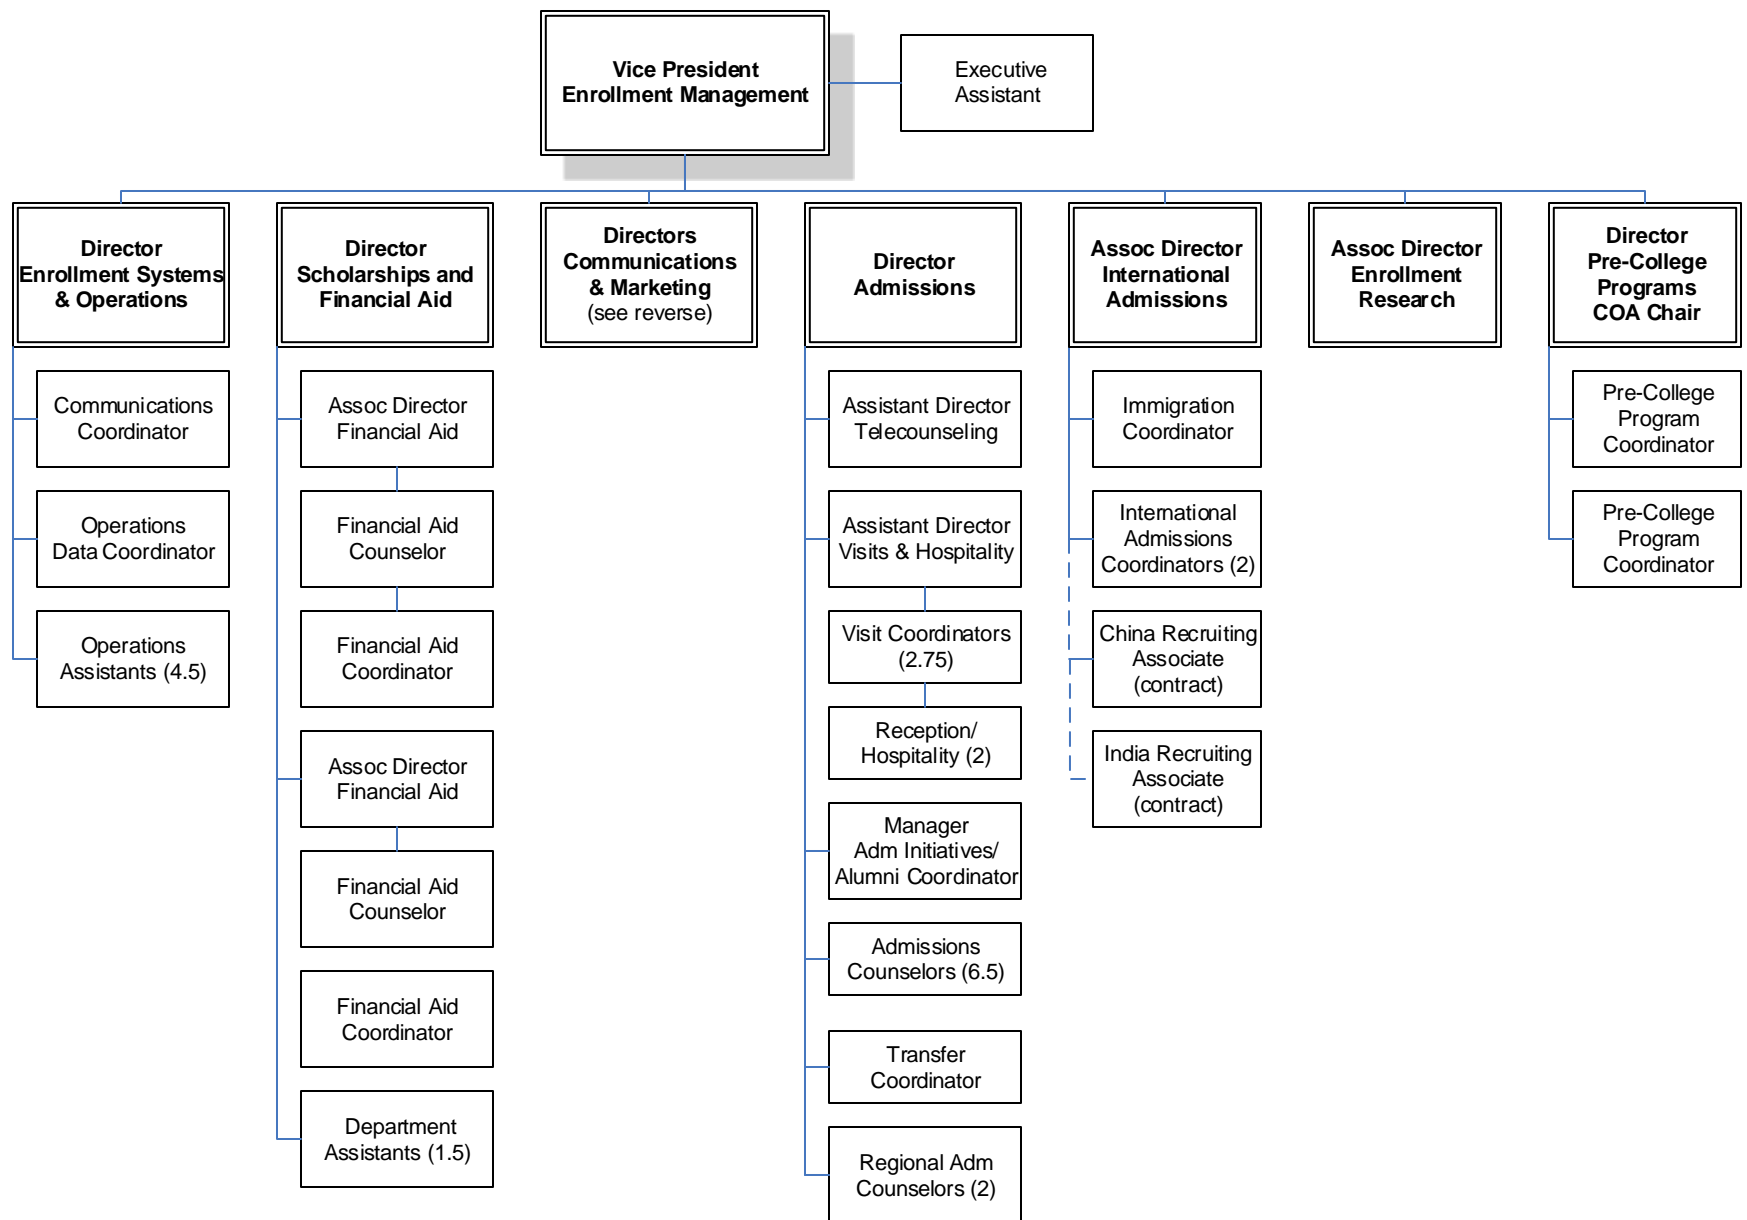 Vice President
Enrollment Management
Executive
Assistant
Director
Enrollment Systems
& Operations
Director
Scholarships and
Financial Aid
Directors
Communications
& Marketing
(see reverse)
Director
Admissions
Assoc Director
International
Admissions
Assoc Director
Enrollment
Research
Director
Pre-College
Programs
COA Chair
Communications
Coordinator
Operations
Data Coordinator
Operations
Assistants (4.5)
Assoc Director
Financial Aid
Financial Aid
Counselor
Financial Aid
Coordinator
Assoc Director
Financial Aid
Financial Aid
Counselor
Financial Aid
Coordinator
Department
Assistants (1.5)
Assistant Director
Telecounseling
Assistant Director
Visits & Hospitality
Visit Coordinators
(2.75)
Reception/
Hospitality (2)
Manager
Adm Initiatives/
Alumni Coordinator
Admissions
Counselors (6.5)
Transfer
Coordinator
Regional Adm
Counselors (2)
Immigration
Coordinator
International
Admissions
Coordinators (2)
China Recruiting
Associate
(contract)
India Recruiting
Associate
(contract)
Pre-College
Program
Coordinator
Pre-College
Program
Coordinator